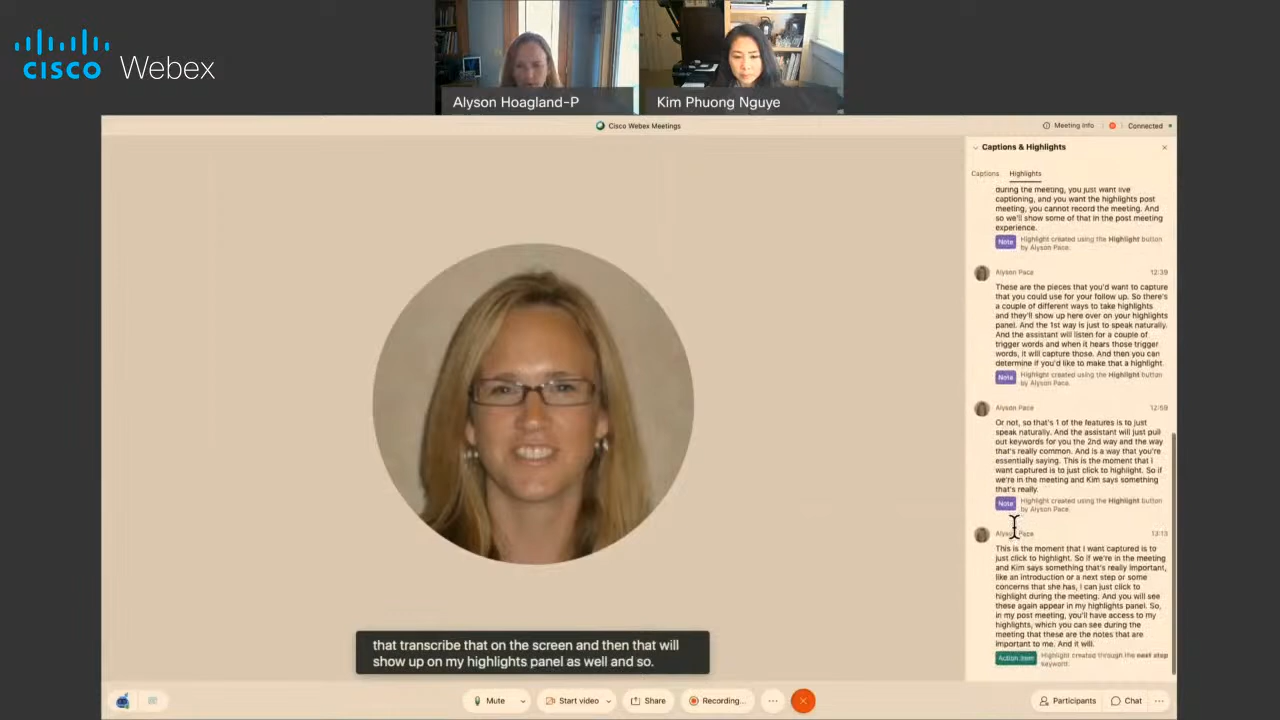 CISCO Webex
Alyson Hoagland-P
Kim Phuong Nguye
Cisco Webex Meetings
Meeting info
Connected
Captions & Highlights
Captions
Highlights
during the meeting, you just want live
captioning, and you want the highlights post
meeting, you cannot record the meeting. And
so we'll show some of that in the post meeting
experience.
Note
Highlight created using the Highlight button
by Alyson Pace.
Alyson Pace
12:39
These are the pieces that you'd want to capture
that you could use for your follow up. So there's
a couple of different ways to take highlights
and they'll show up here over on your highlights
panel. And the 1st way is just to speak naturally.
And the assistant will listen for a couple of
trigger words and when it hears those trigger
words, it will capture those. And then you can
determine if you'd like to make that a highlight.
Note
Highlight created using the Highlight button
by Alyson Pace.
Alyson Pace
12:59
Or not, so that's 1 of the features is to just
speak naturally. And the assistant will just pull
out keywords for you the 2nd way and the way
that's really common. And is a way that you're
essentially saying. This is the moment that I
want captured is to just click to highlight. So if
we're in the meeting and Kim says something
that's really.
Note
Highlight created using the Highlight button
by Alyson Pace.
Alyson Pace
13:13
This is the moment that I want captured is to
just click to highlight. So if we're in the meeting
and Kim says something that's really important,
like an introduction or a next step or some
concerns that she has, I can just click to
highlight during the meeting. And you will see
these again appear in my highlights panel. So,
in my post meeting, you'll have access to my
highlights, which you can see during the
meeting that these are the notes that are
important to me. And it will.
Action item
Highlight created through the next step
keyword.
that transcribe that on the screen and then that will
show up on my highlights panel as well and so.
Mute
Start video
Share
Recording...
Participants
Chat